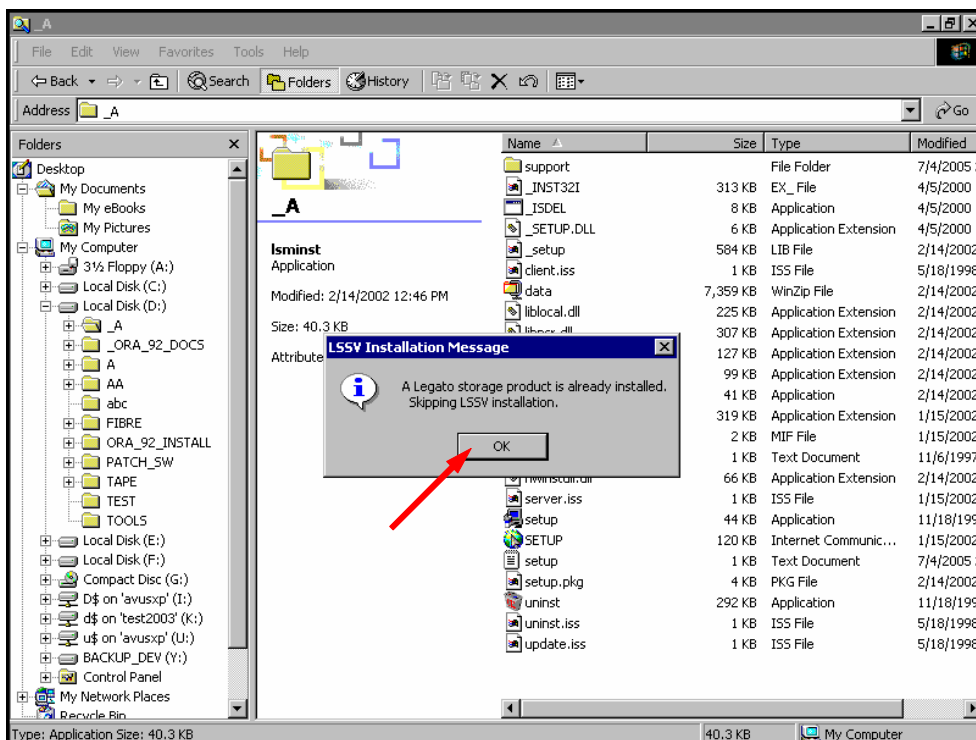 _A
File Edit View Favorites Tools Help
Back Search Folders History
Address _A Go
Folders
Desktop
My Documents
My eBooks
My Pictures
My Computer
3½ Floppy (A:)
Local Disk (C:)
Local Disk (D:)
_A
_ORA_92_DOCS
A
AA
abc
FIBRE
ORA_92_INSTALL
PATCH_SW
TAPE
TEST
TOOLS
Local Disk (E:)
Local Disk (F:)
Compact Disc (G:)
D$ on 'avusxp' (I:)
d$ on 'test2003' (K:)
u$ on 'avusxp' (U:)
BACKUP_DEV (Y:)
Control Panel
My Network Places
Recycle Bin
_A
lsminst
Application
Modified: 2/14/2002 12:46 PM
Size: 40.3 KB
Attribute
Name Size Type Modified
support File Folder 7/4/2005
_INST32I 313 KB EX_ File 4/5/2000
_ISDEL 8 KB Application 4/5/2000
_SETUP.DLL 6 KB Application Extension 4/5/2000
_setup 584 KB LIB File 2/14/2002
client.iss 1 KB ISS File 5/18/1998
data 7,359 KB WinZip File 2/14/2002
liblocal.dll 225 KB Application Extension 2/14/2002
307 KB Application Extension 2/14/2002
127 KB Application Extension 2/14/2002
99 KB Application Extension 2/14/2002
41 KB Application 2/14/2002
319 KB Application Extension 1/15/2002
2 KB MIF File 1/15/2002
1 KB Text Document 11/6/1997
66 KB Application Extension 2/14/2002
server.iss 1 KB ISS File 1/15/2002
setup 44 KB Application 11/18/199
SETUP 120 KB Internet Communic... 1/15/2002
setup 1 KB Text Document 7/4/2005
setup.pkg 4 KB PKG File 2/14/2002
uninst 292 KB Application 11/18/199
uninst.iss 1 KB ISS File 5/18/1998
update.iss 1 KB ISS File 5/18/1998
LSSV Installation Message
A Legato storage product is already installed.
Skipping LSSV installation.
OK
Type: Application Size: 40.3 KB 40.3 KB My Computer